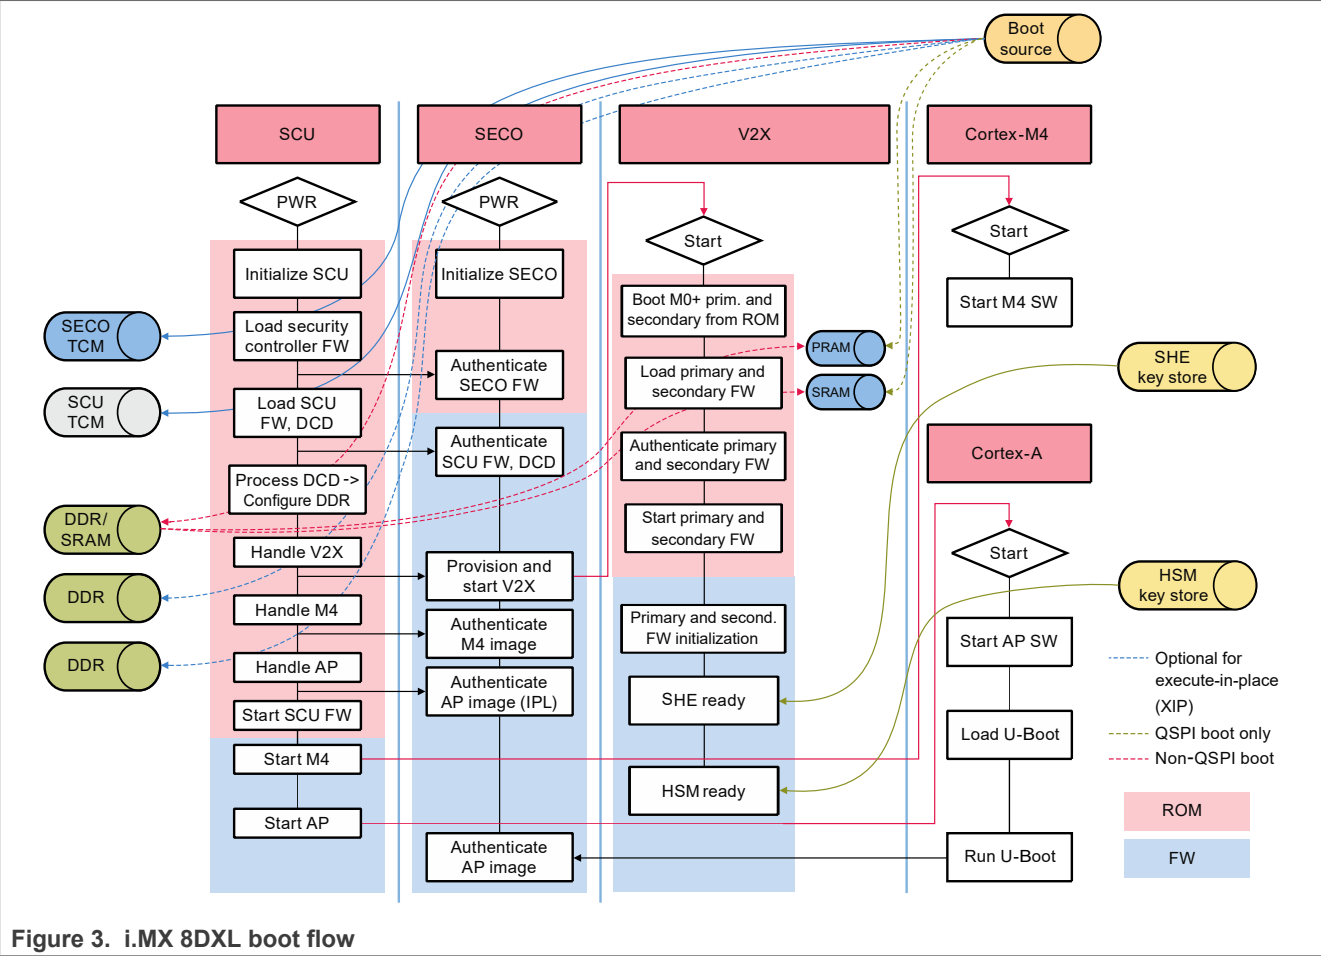 Boot
source
SCU
SECO
V2X
Cortex-M4
PWR
PWR
Start
Start
Initialize SCU
Initialize SECO
Boot M0+ prim. and
secondary from ROM
Start M4 SW
SECO
TCM
Load security
controller FW
PRAM
SHE
key store
Authenticate
SECO FW
Load primary and
secondary FW
SRAM
SCU
TCM
Load SCU
FW, DCD
Authenticate
SCU FW, DCD
Authenticate primary
and secondary FW
Cortex-A
Process DCD ->
Configure DDR
DDR/
SRAM
Start primary and
secondary FW
Start
Handle V2X
Provision and
start V2X
HSM
key store
DDR
Handle M4
Authenticate
M4 image
Primary and second.
FW initialization
Start AP SW
DDR
Handle AP
Authenticate
AP image (IPL)
SHE ready
Optional for
execute-in-place
(XIP)
QSPI boot only
Non-QSPI boot
Start SCU FW
Load U-Boot
Start M4
HSM ready
ROM
Start AP
Authenticate
AP image
Run U-Boot
FW
Figure 3. i.MX 8DXL boot flow